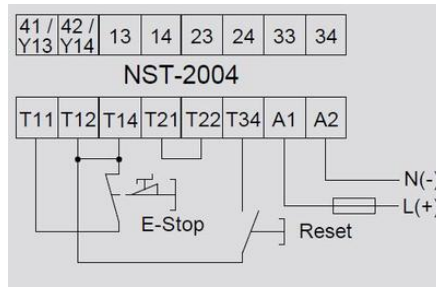 41 / 42 / 13 14 23 24 33 34
Y13 Y14
NST-2004
T11 T12 T14 T21 T22 T34 A1 A2
N(-)
L(+)
E-Stop Reset